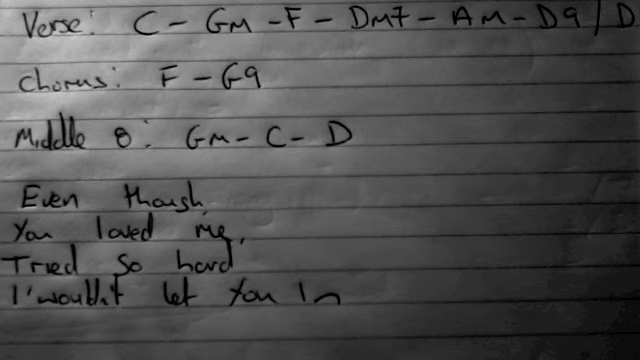 Verse: C - Gm - F - Dm7 - Am - D9 / D
Chorus: F - G9
Middle 8: Gm - C - D
Even though,
You loved me,
Tried so hard
I wouldn't let you in